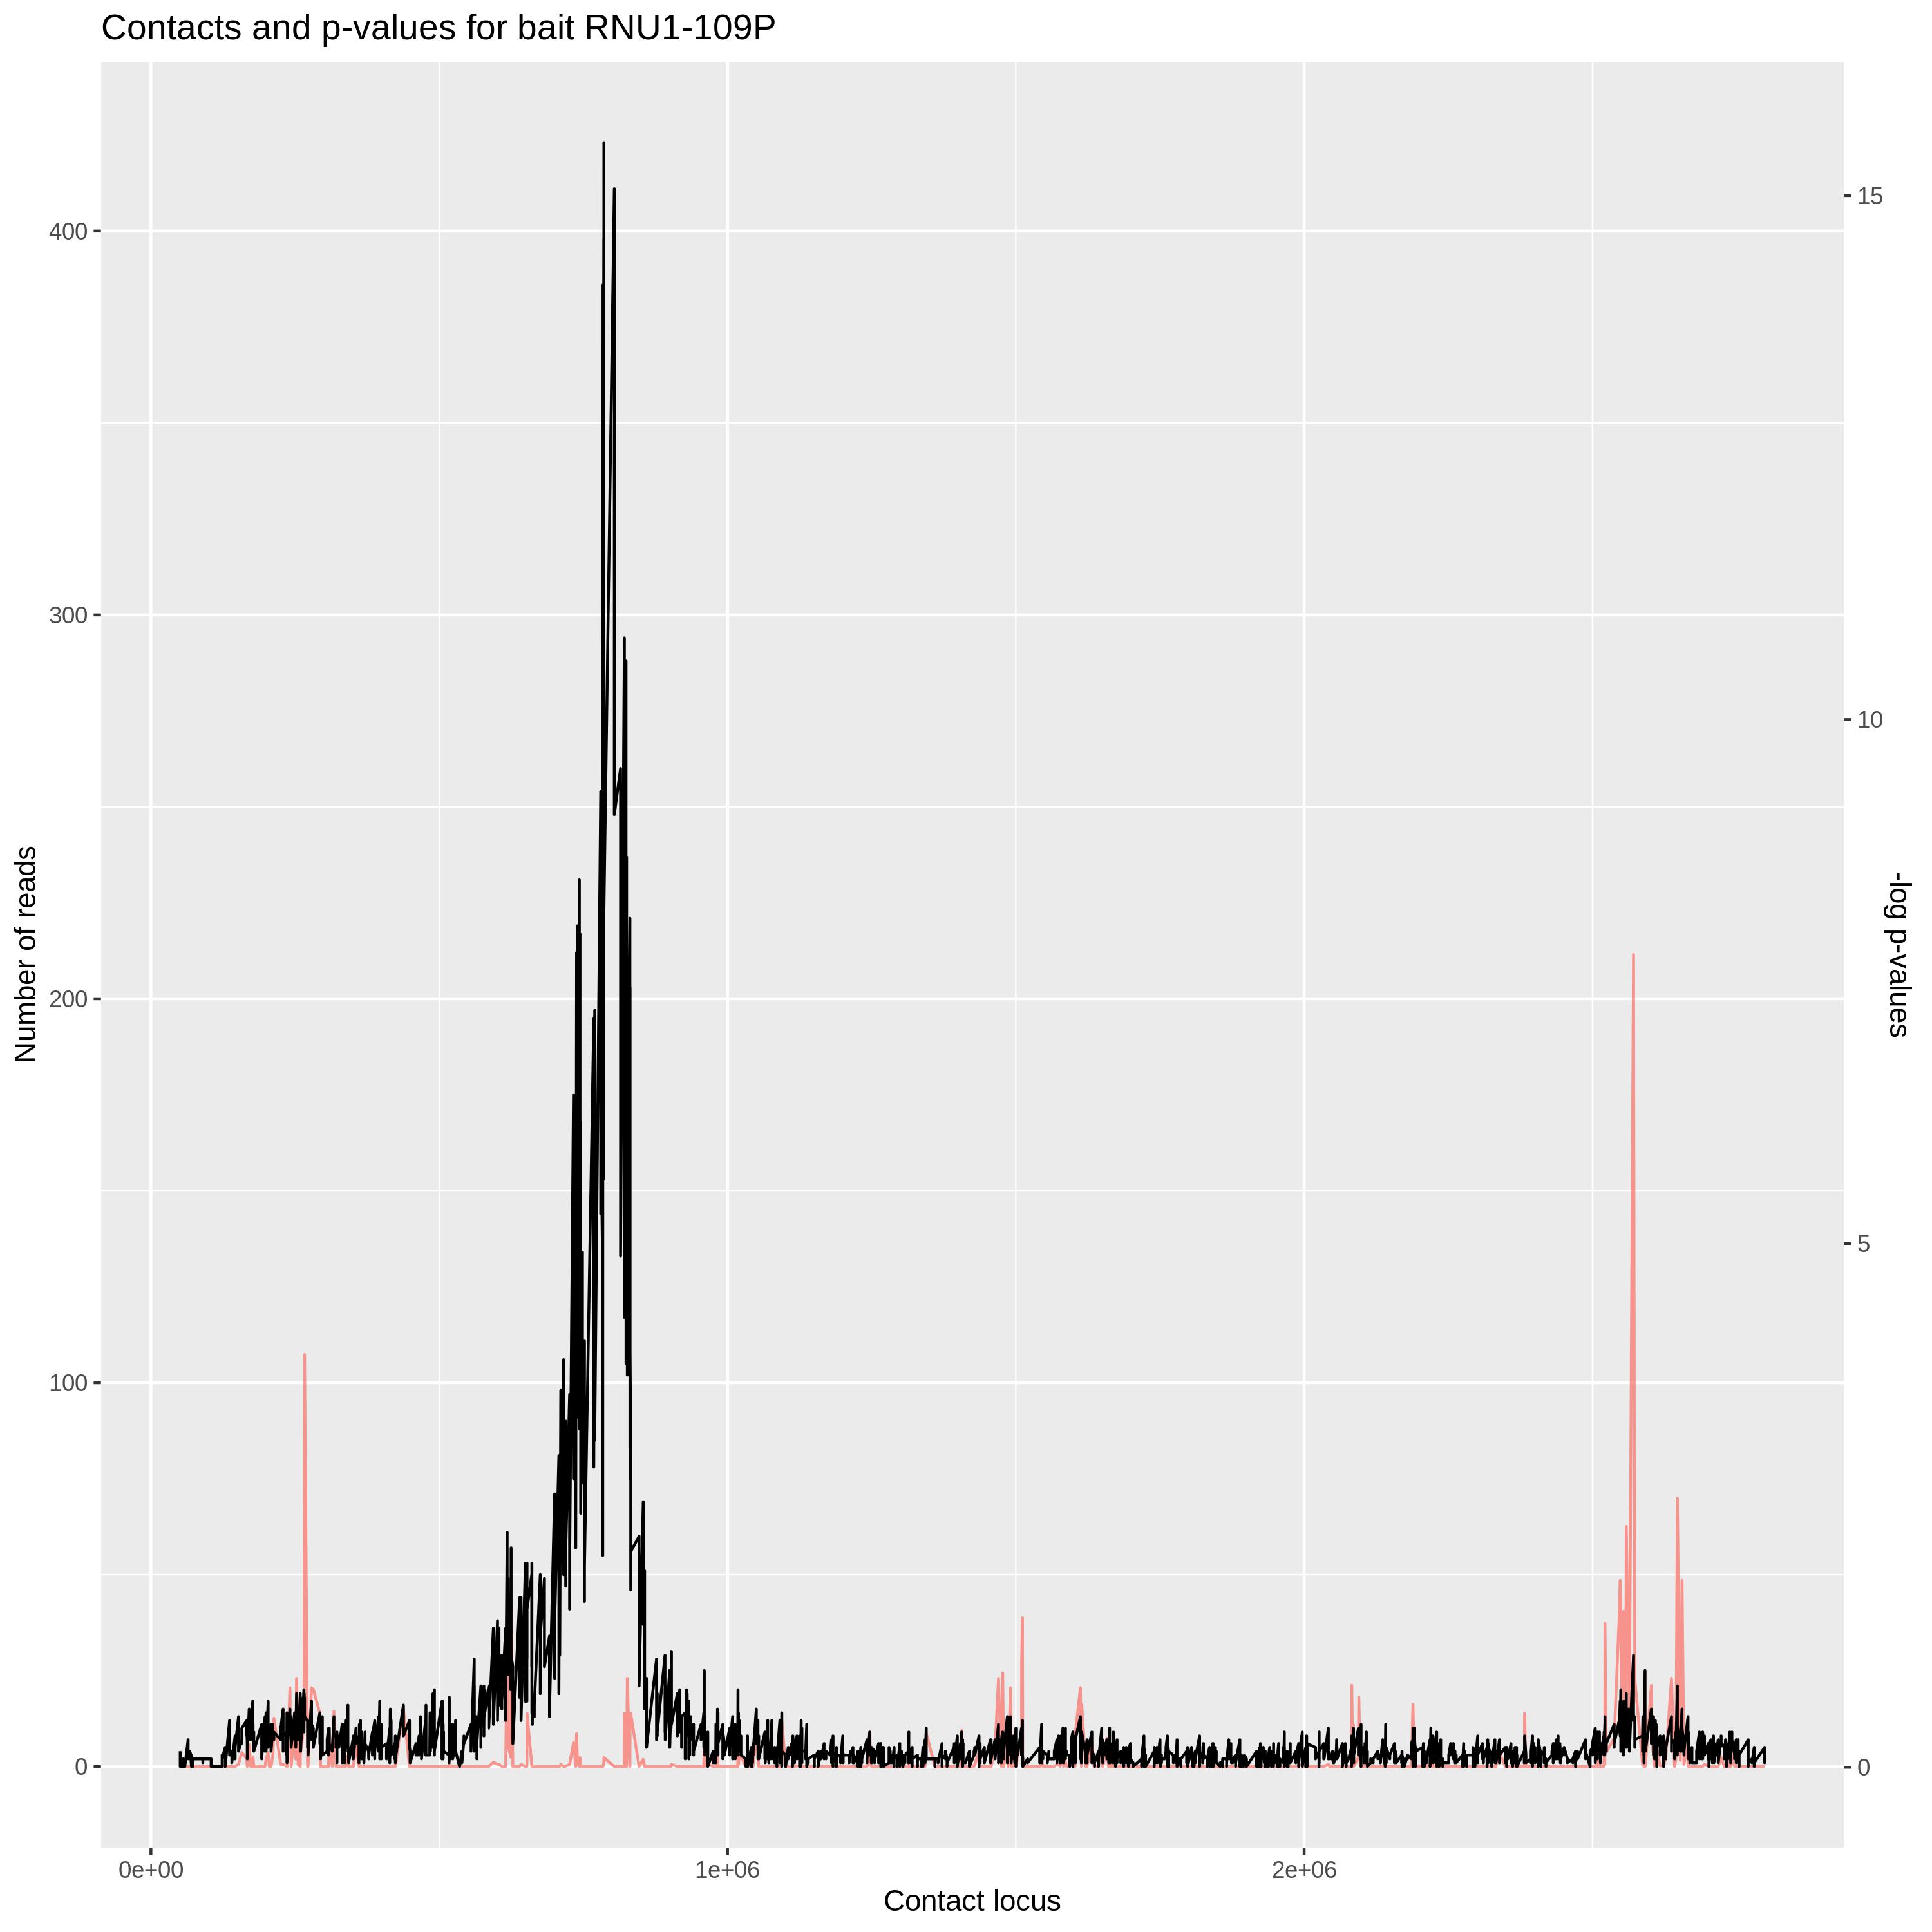 Contacts and p-values for bait RNU1-109P
Number of reads
400
300
200
100
0
15
10
5
0
-log p-values
0e+00
1e+06
2e+06
Contact locus